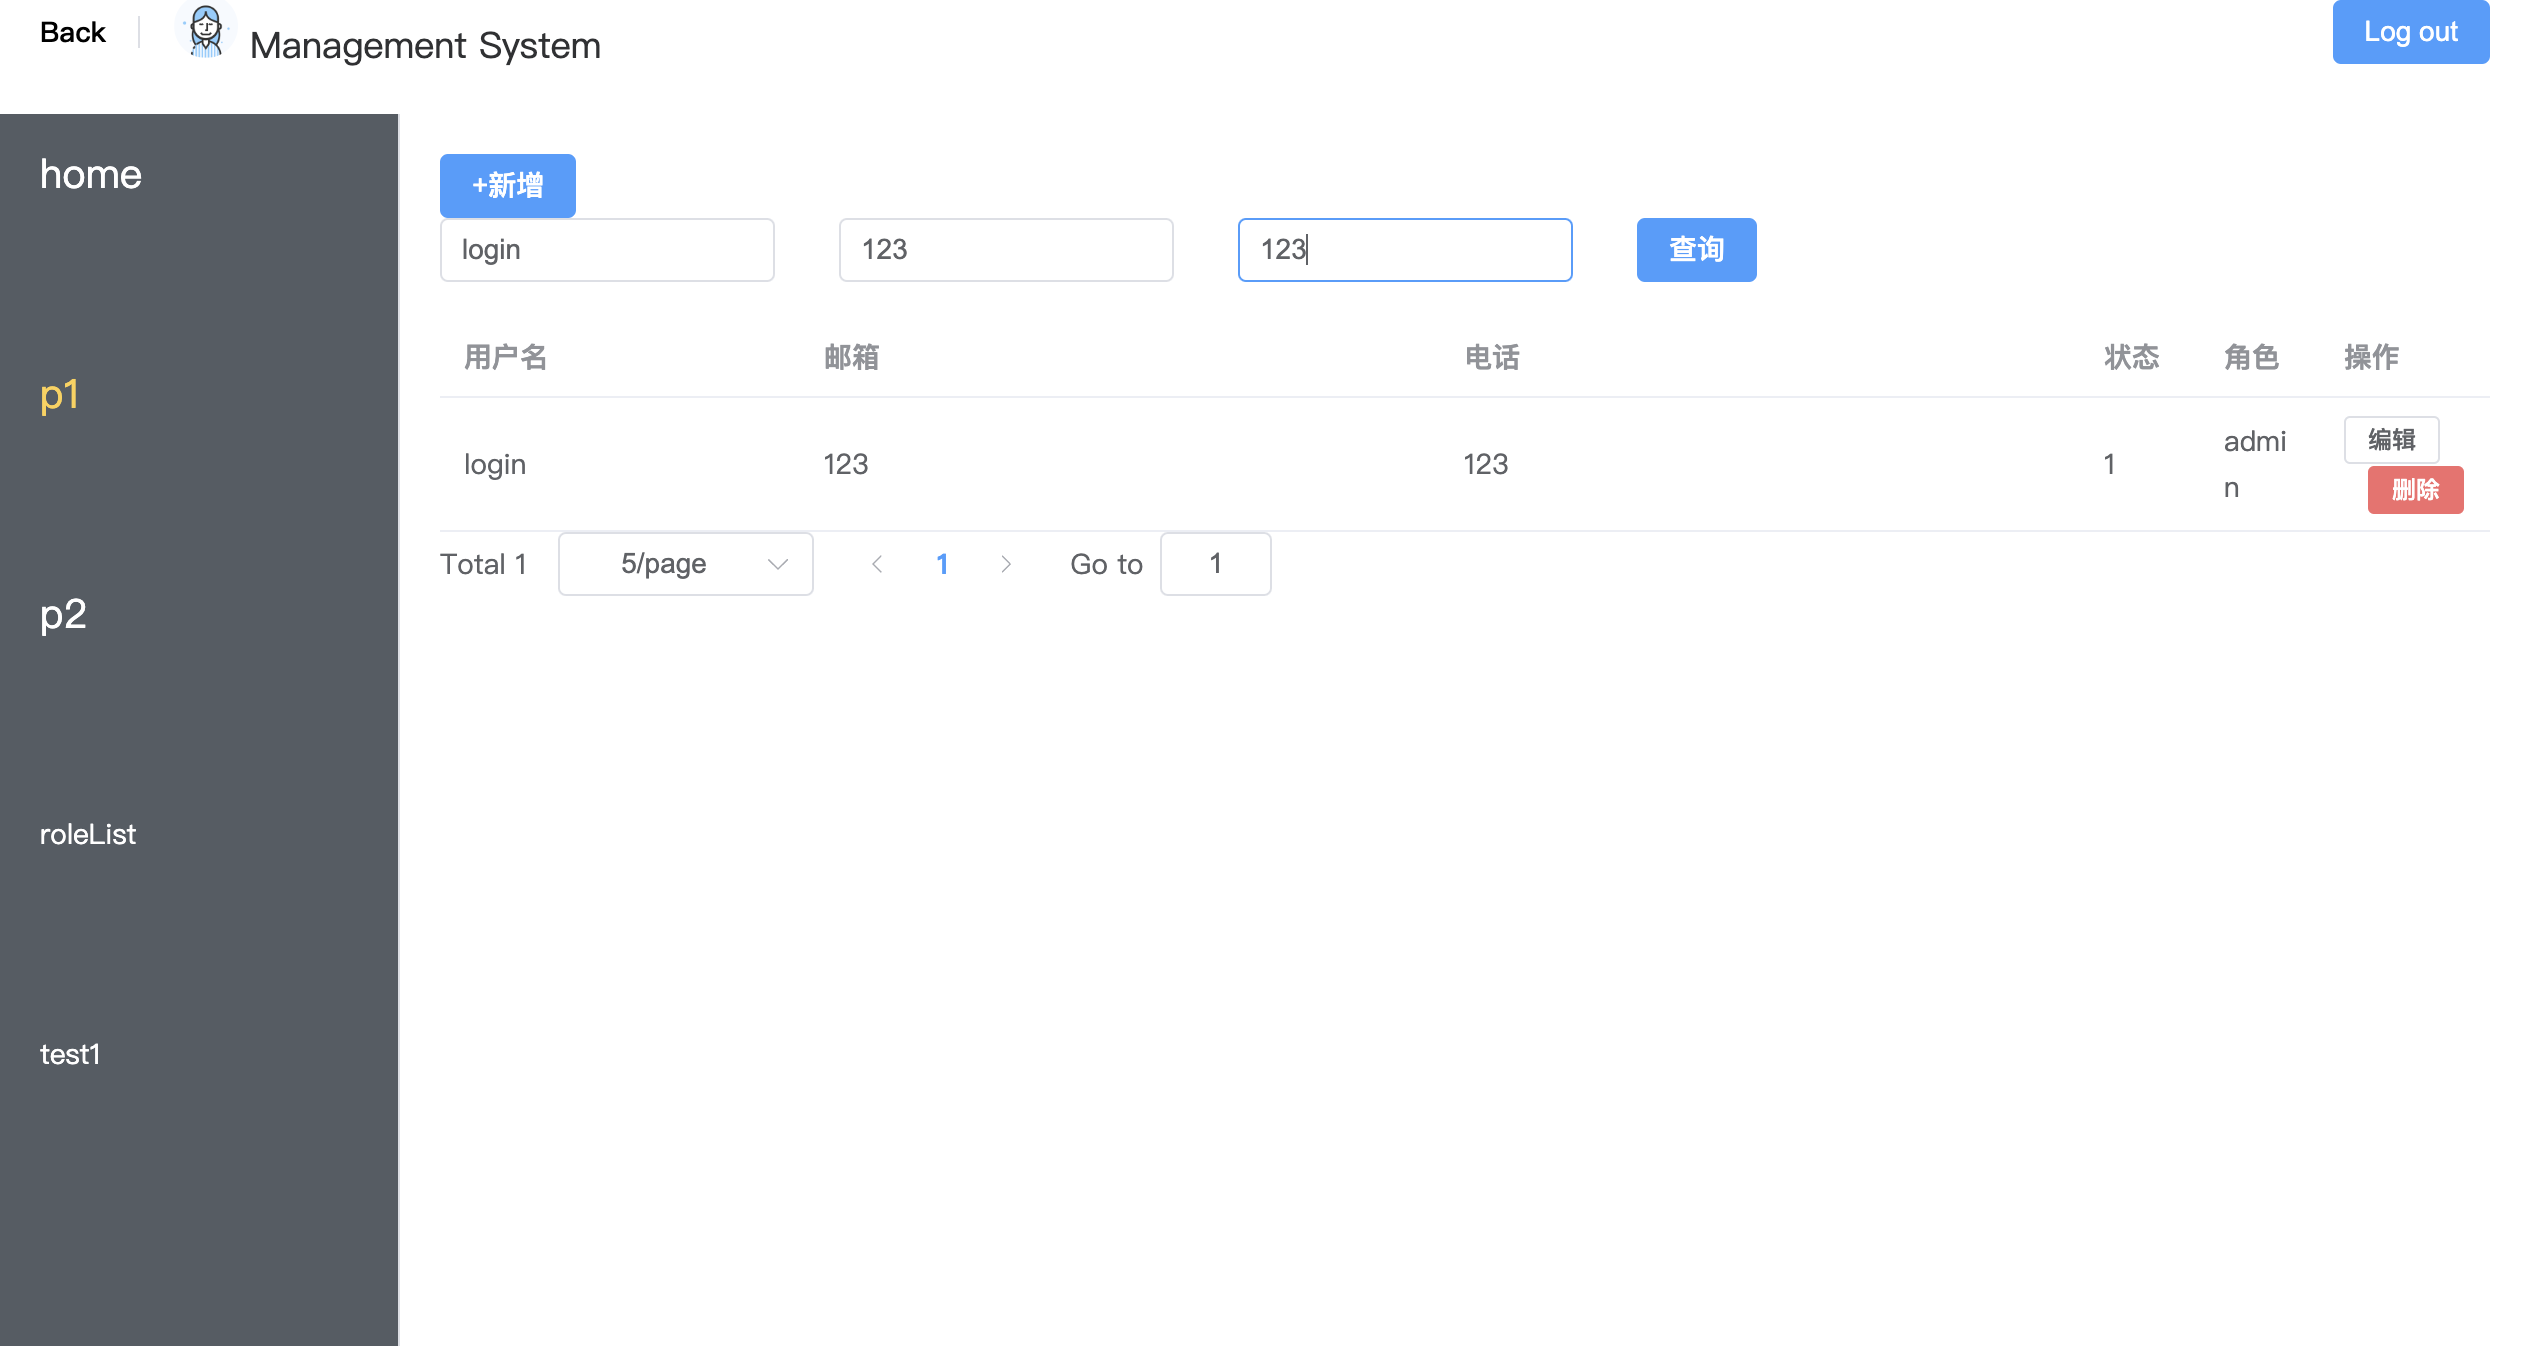 Back
Management System
Log out
home
p1
p2
roleList
test1
+新增
login 123 123 查询
用户名 邮箱 电话 状态 角色 操作
login 123 123 1 admi
n
编辑
删除
Total 1 5/page 1 Go to 1